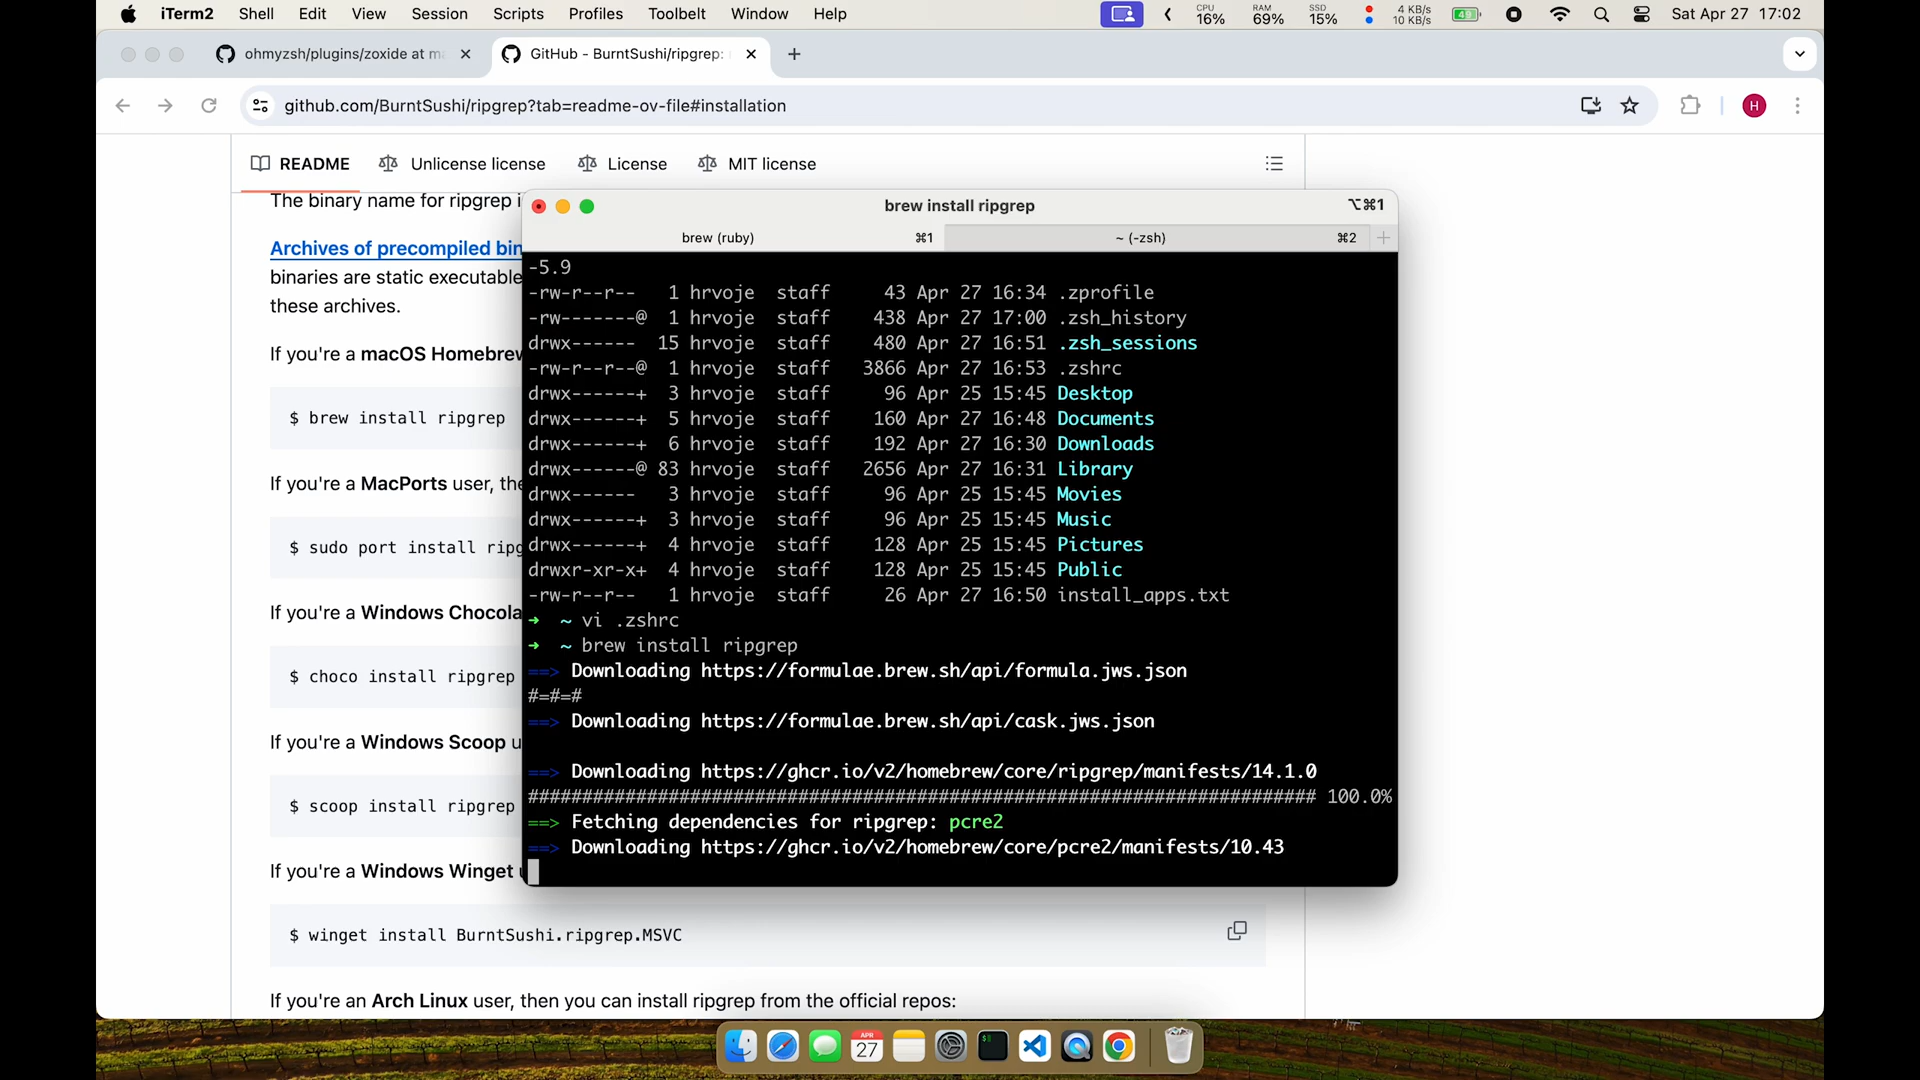 iTerm2 Shell Edit View Session Scripts Profiles Toolbelt Window Help CPU 16% RAM 69% SSD 15% 4 KB/s 10 KB/s 49 Sat Apr 27 17:02
ohmyzsh/plugins/zoxide at ma
GitHub - BurntSushi/ripgrep:
github.com/BurntSushi/ripgrep?tab=readme-ov-file#installation
H
README Unlicense license License MIT license
The binary name for ripgrep i
Archives of precompiled bin
binaries are static executable
these archives.
If you're a macOS Homebrew
$ brew install ripgrep
If you're a MacPorts user, the
$ sudo port install ripg
If you're a Windows Chocola
$ choco install ripgrep
If you're a Windows Scoop u
$ scoop install ripgrep
If you're a Windows Winget u
$ winget install BurntSushi.ripgrep.MSVC
If you're an Arch Linux user, then you can install ripgrep from the official repos:
brew install ripgrep ⌥⌘1
brew (ruby) ⌘1 ~ (-zsh) ⌘2
-5.9
-rw-r--r-- 1 hrvoje staff 43 Apr 27 16:34 .zprofile
-rw-------@ 1 hrvoje staff 438 Apr 27 17:00 .zsh_history
drwx------ 15 hrvoje staff 480 Apr 27 16:51 .zsh_sessions
-rw-r--r--@ 1 hrvoje staff 3866 Apr 27 16:53 .zshrc
drwx------+ 3 hrvoje staff 96 Apr 25 15:45 Desktop
drwx------+ 5 hrvoje staff 160 Apr 27 16:48 Documents
drwx------+ 6 hrvoje staff 192 Apr 27 16:30 Downloads
drwx------@ 83 hrvoje staff 2656 Apr 27 16:31 Library
drwx------ 3 hrvoje staff 96 Apr 25 15:45 Movies
drwx------+ 3 hrvoje staff 96 Apr 25 15:45 Music
drwx------+ 4 hrvoje staff 128 Apr 25 15:45 Pictures
drwxr-xr-x+ 4 hrvoje staff 128 Apr 25 15:45 Public
-rw-r--r-- 1 hrvoje staff 26 Apr 27 16:50 install_apps.txt
➜ ~ vi .zshrc
➜ ~ brew install ripgrep
==> Downloading https://formulae.brew.sh/api/formula.jws.json
#=#=#
==> Downloading https://formulae.brew.sh/api/cask.jws.json
==> Downloading https://ghcr.io/v2/homebrew/core/ripgrep/manifests/14.1.0
######################################################################### 100.0%
==> Fetching dependencies for ripgrep: pcre2
==> Downloading https://ghcr.io/v2/homebrew/core/pcre2/manifests/10.43
APR
27